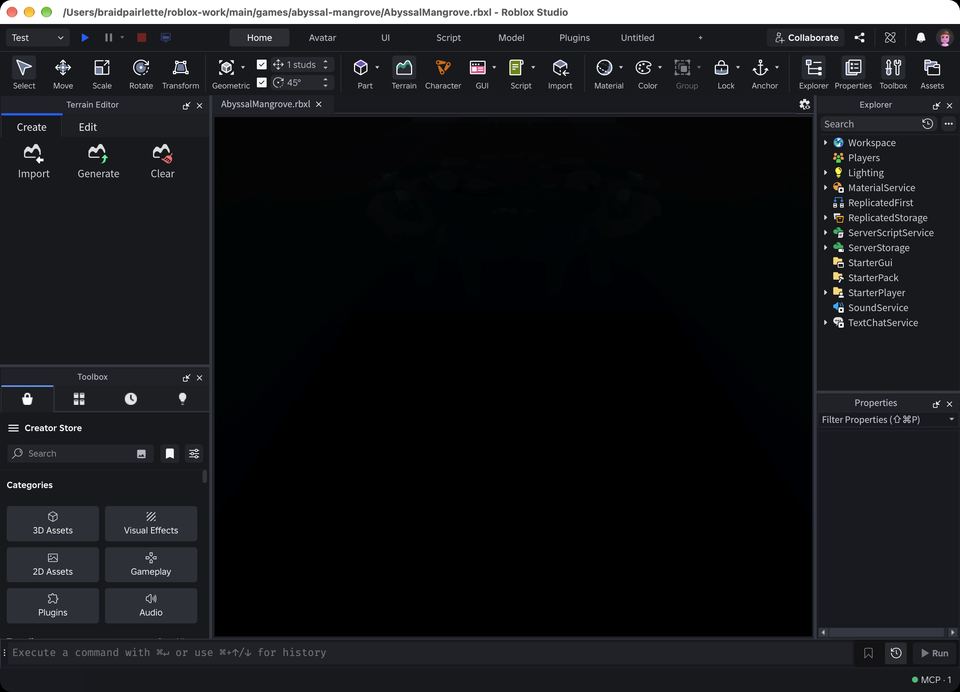 /Users/braidpairlette/roblox-work/main/games/abyssal-mangrove/AbyssalMangrove.rbxl - Roblox Studio
Test Home Avatar UI Script Model Plugins Untitled + Collaborate
Select Move Scale Rotate Transform Geometric 1 studs 45° Part Terrain Character GUI Script Import Material Color Group Lock Anchor Explorer Properties Toolbox Assets
Terrain Editor
Create Edit
Import Generate Clear
AbyssalMangrove.rbxl
Explorer
Search
Workspace
Players
Lighting
MaterialService
ReplicatedFirst
ReplicatedStorage
ServerScriptService
ServerStorage
StarterGui
StarterPack
StarterPlayer
SoundService
TextChatService
Toolbox
Creator Store
Search
Categories
3D Assets Visual Effects
2D Assets Gameplay
Plugins Audio
Properties
Filter Properties (⇧⌘P)
Execute a command with ⌘↵ or use ⌘+↑/↓ for history
Run
MCP · 1